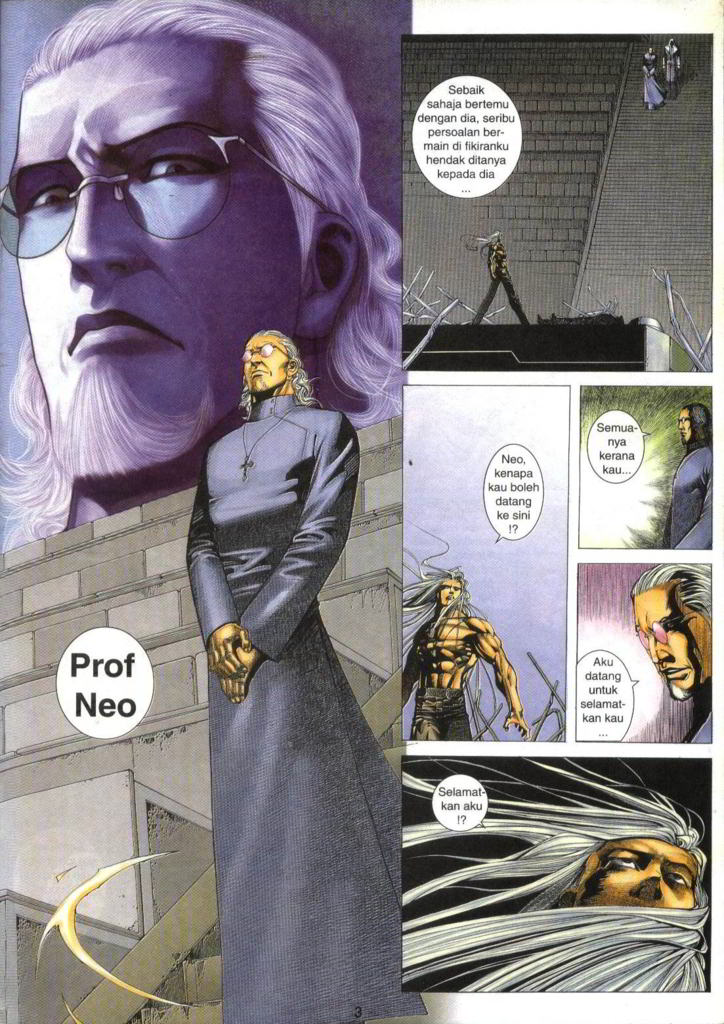 Prof
Neo
Sebaik
sahaja bertemu
dengan dia, seribu
persoalan ber-
main di fikiranku
hendak ditanya
kepada dia
...
Neo,
kenapa
kau boleh
datang
ke sini
!?
Semua-
nya
kerana
kau...
Aku
datang
untuk
selamat-
kan kau
...
Selamat-
kan aku
!?
3